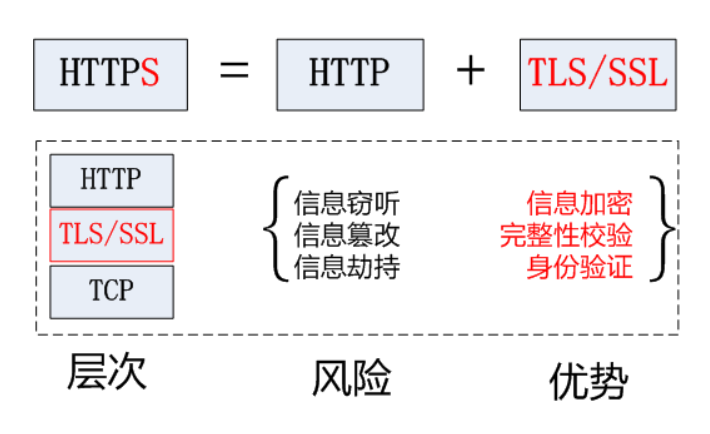 HTTPS = HTTP + TLS/SSL
HTTP
TLS/SSL
TCP
信息窃听
信息篡改
信息劫持
信息加密
完整性校验
身份验证
层次
风险
优势